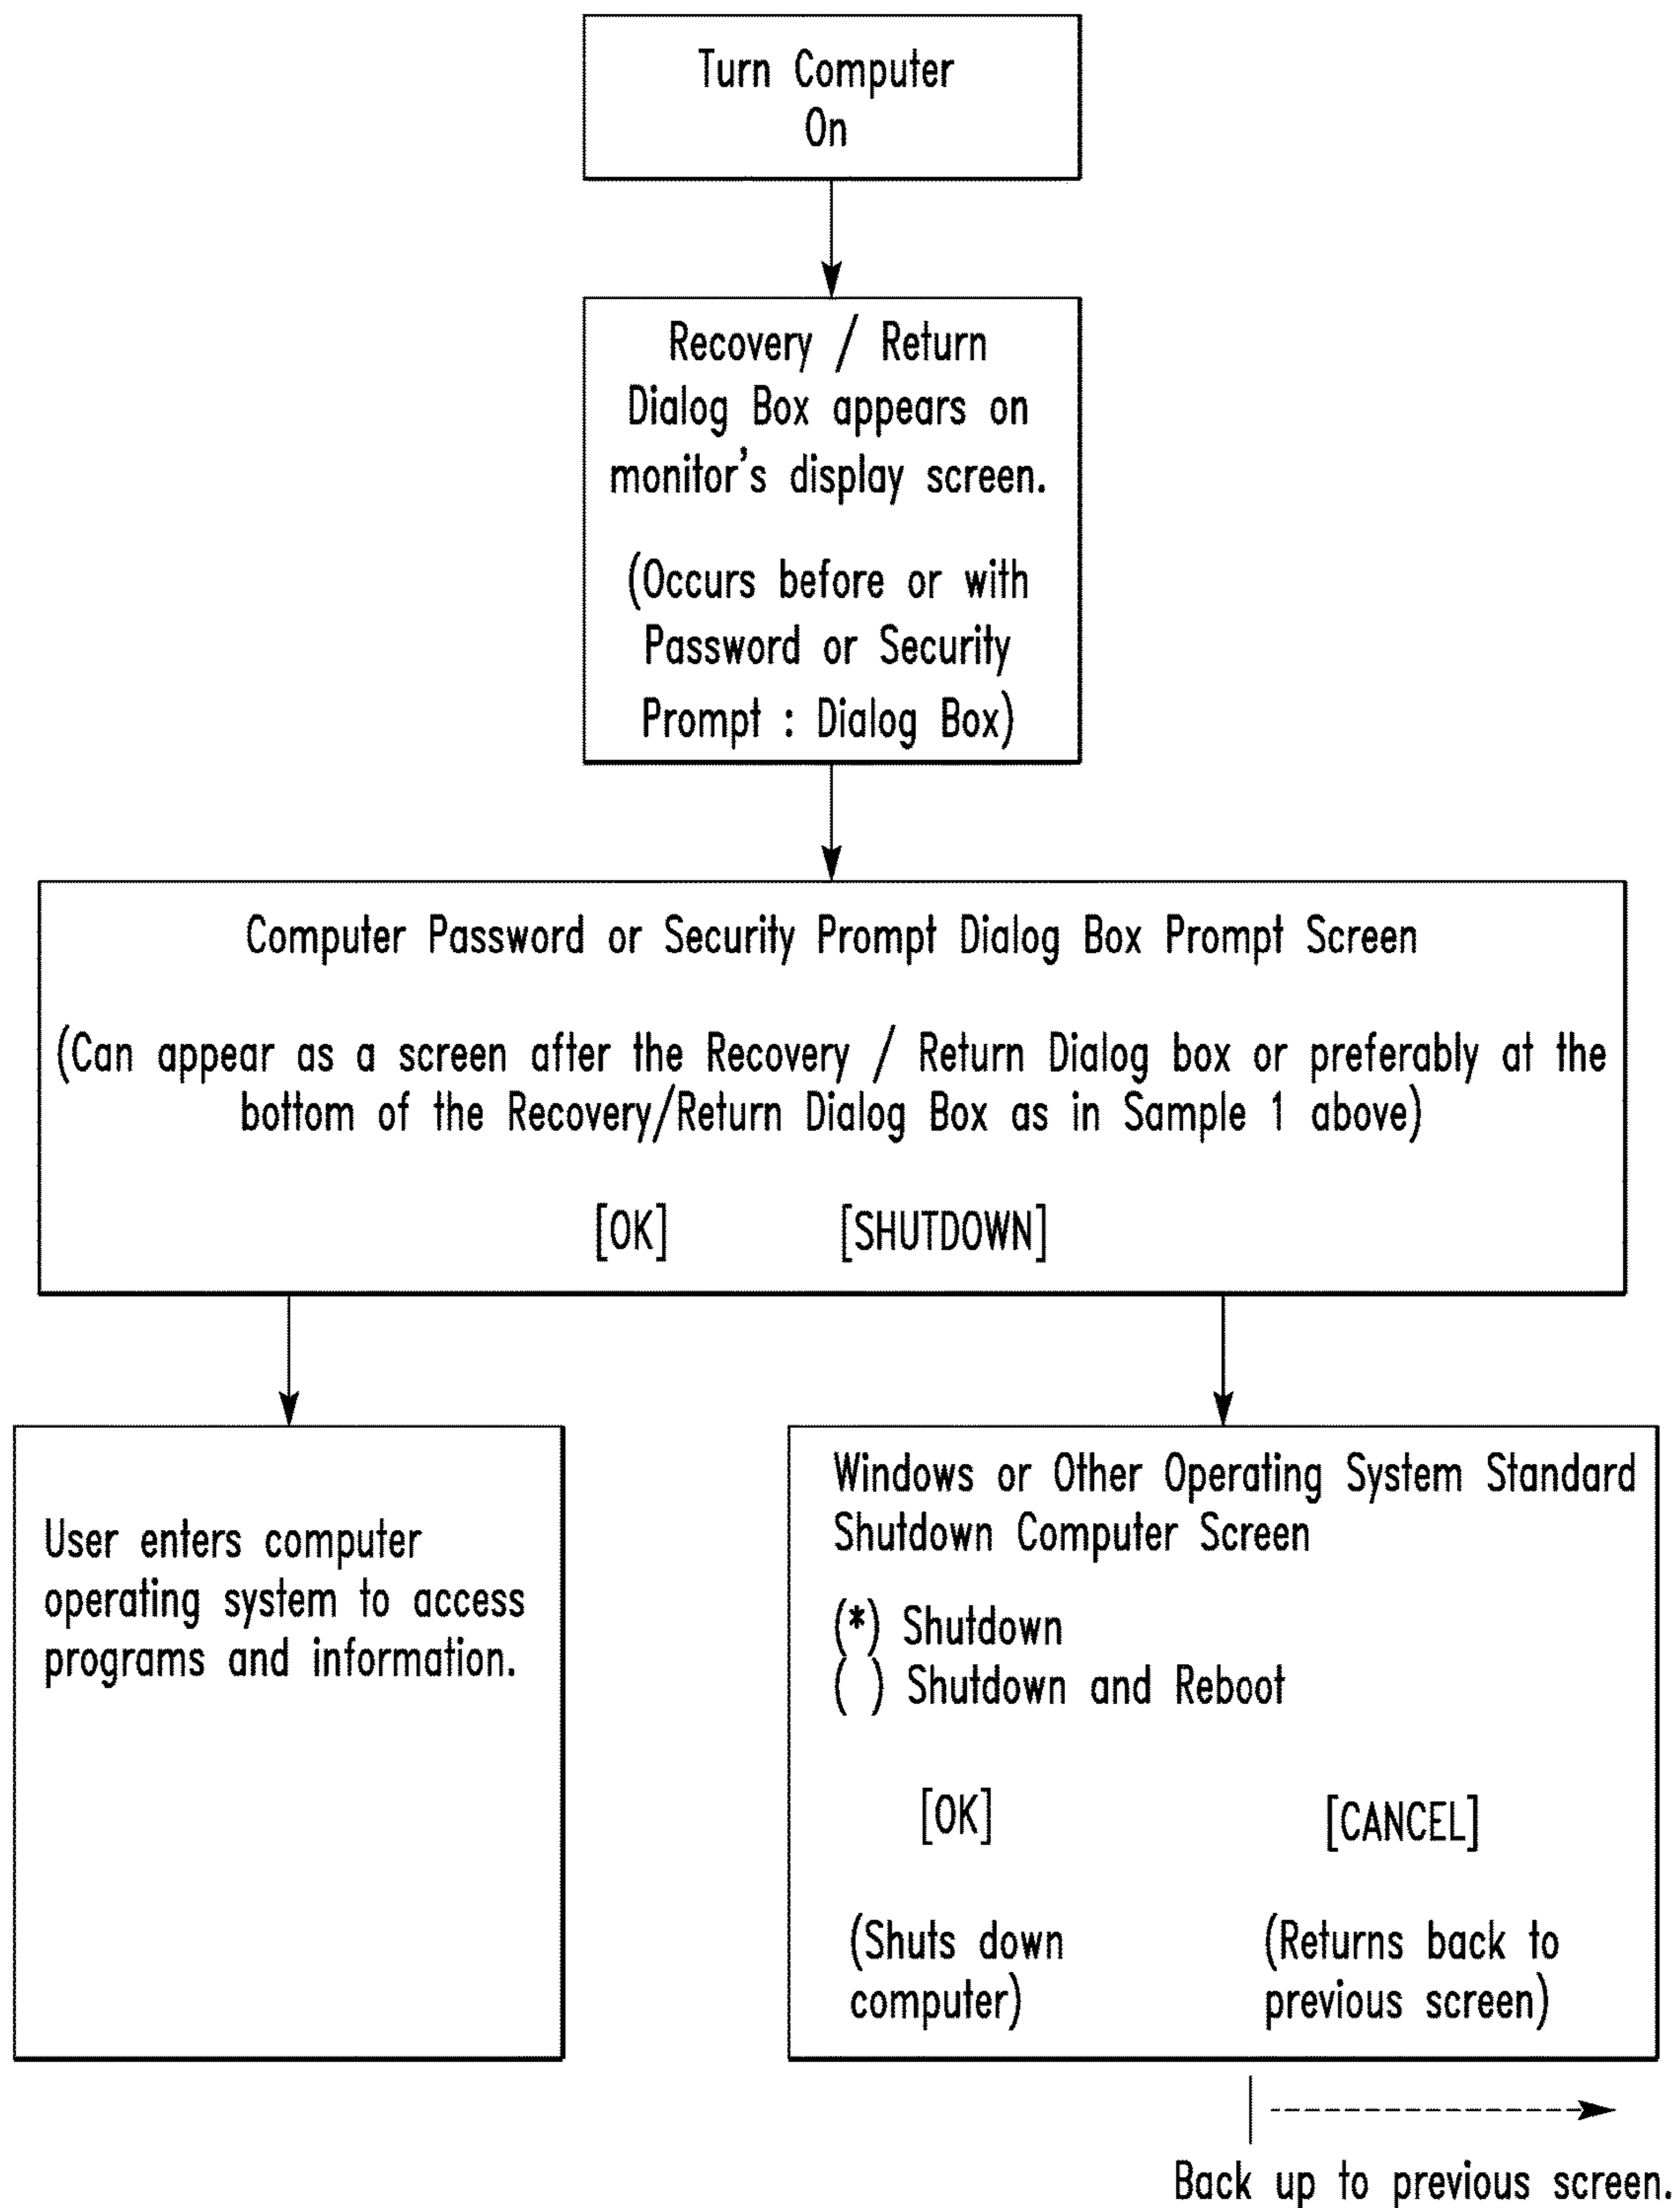 Turn Computer
On
Recovery / Return
Dialog Box appears on
monitor's display screen.
(Occurs before or with
Password or Security
Prompt : Dialog Box)
Computer Password or Security Prompt Dialog Box Prompt Screen
(Can appear as a screen after the Recovery / Return Dialog box or preferably at the
bottom of the Recovery/Return Dialog Box as in Sample 1 above)
[OK] [SHUTDOWN]
User enters computer
operating system to access
programs and information.
Windows or Other Operating System Standard
Shutdown Computer Screen
(*) Shutdown
( ) Shutdown and Reboot
[OK] [CANCEL]
(Shuts down
computer)
(Returns back to
previous screen)
Back up to previous screen.